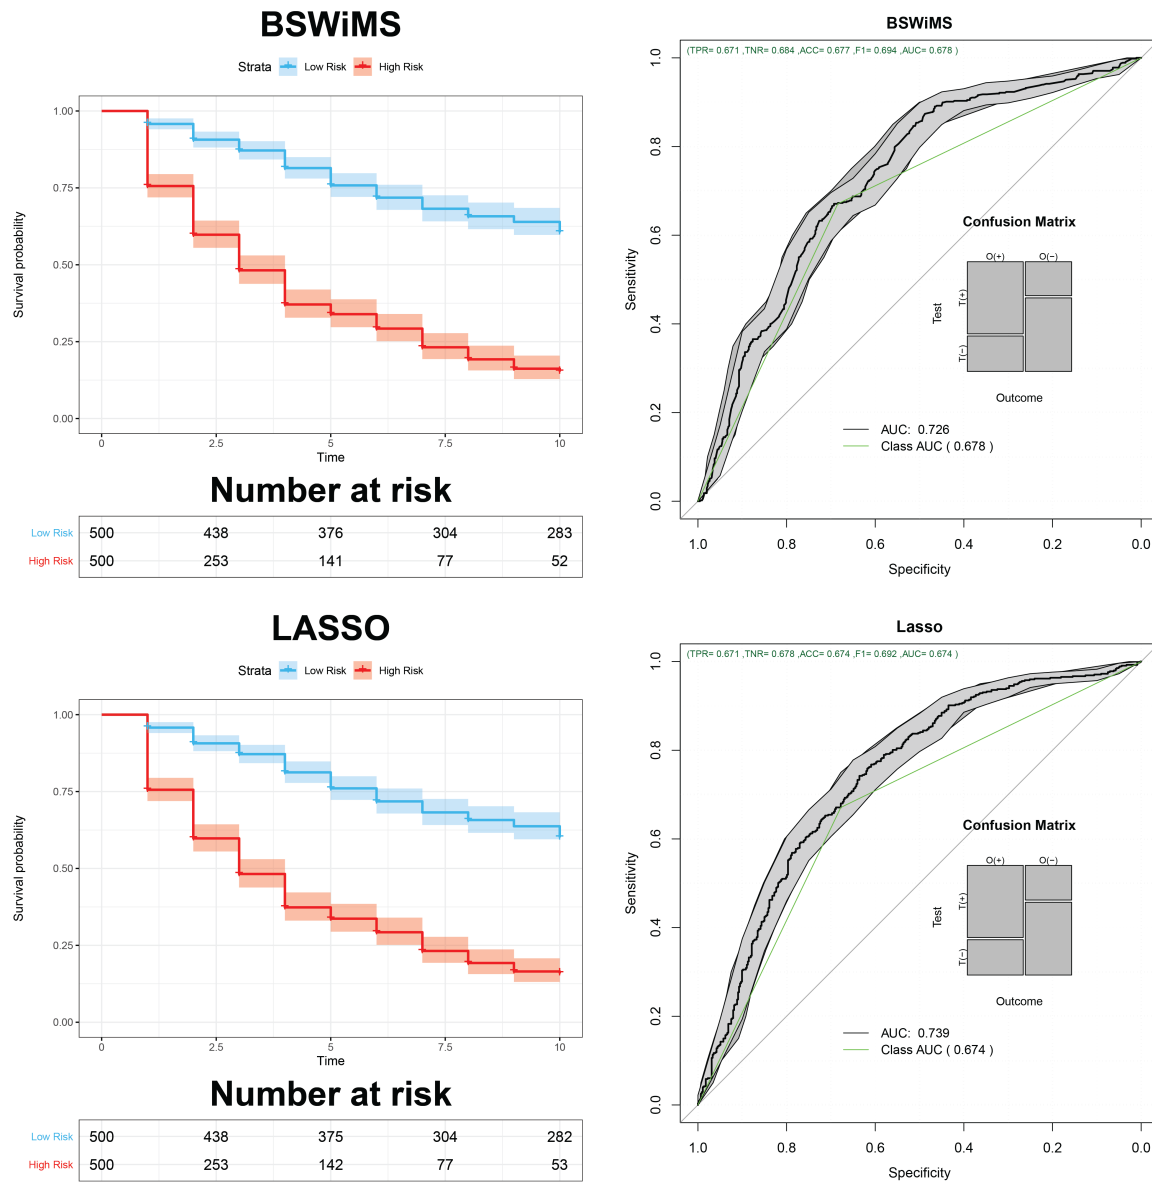 BSWiMS
Strata Low Risk High Risk
Survival probability
1.00
0.75
0.50
0.25
0.00
0 2.5 5 7.5 10
Time
Number at risk
Low Risk 500 438 376 304 283
High Risk 500 253 141 77 52
BSWiMS
(TPR= 0.671 ,TNR= 0.684 ,ACC= 0.677 ,F1= 0.694 ,AUC= 0.678 )
Sensitivity
1.0
0.8
0.6
0.4
0.2
0.0
Confusion Matrix
O(+) O(−)
Test
T(+)
T(−)
Outcome
AUC: 0.726
Class AUC ( 0.678 )
1.0 0.8 0.6 0.4 0.2 0.0
Specificity
LASSO
Strata Low Risk High Risk
Survival probability
1.00
0.75
0.50
0.25
0.00
0 2.5 5 7.5 10
Time
Number at risk
Low Risk 500 438 375 304 282
High Risk 500 253 142 77 53
Lasso
(TPR= 0.671 ,TNR= 0.678 ,ACC= 0.674 ,F1= 0.692 ,AUC= 0.674 )
Sensitivity
1.0
0.8
0.6
0.4
0.2
0.0
Confusion Matrix
O(+) O(−)
Test
T(+)
T(−)
Outcome
AUC: 0.739
Class AUC ( 0.674 )
1.0 0.8 0.6 0.4 0.2 0.0
Specificity